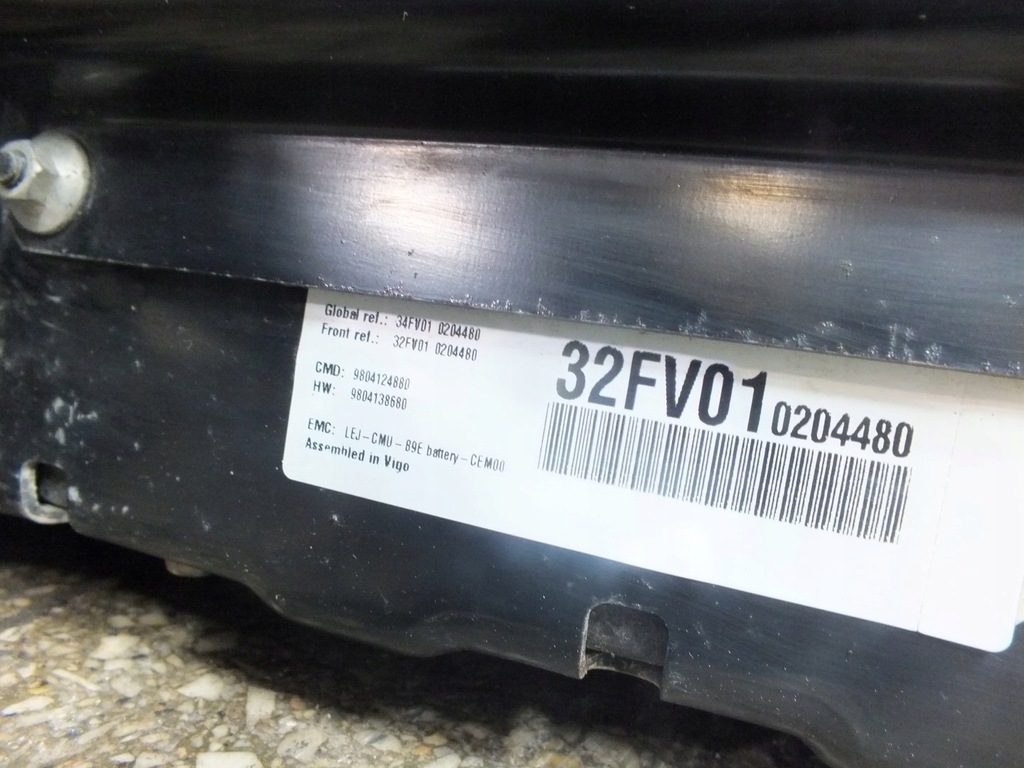 Global ref.: 34FV01 0204480
Front ref.: 32FV01 0204480
CMD: 9804124880
HW: 9804138680
EMC: LEJ-CMU-B9E battery-CEM00
Assembled in Vigo
32FV01 0204480